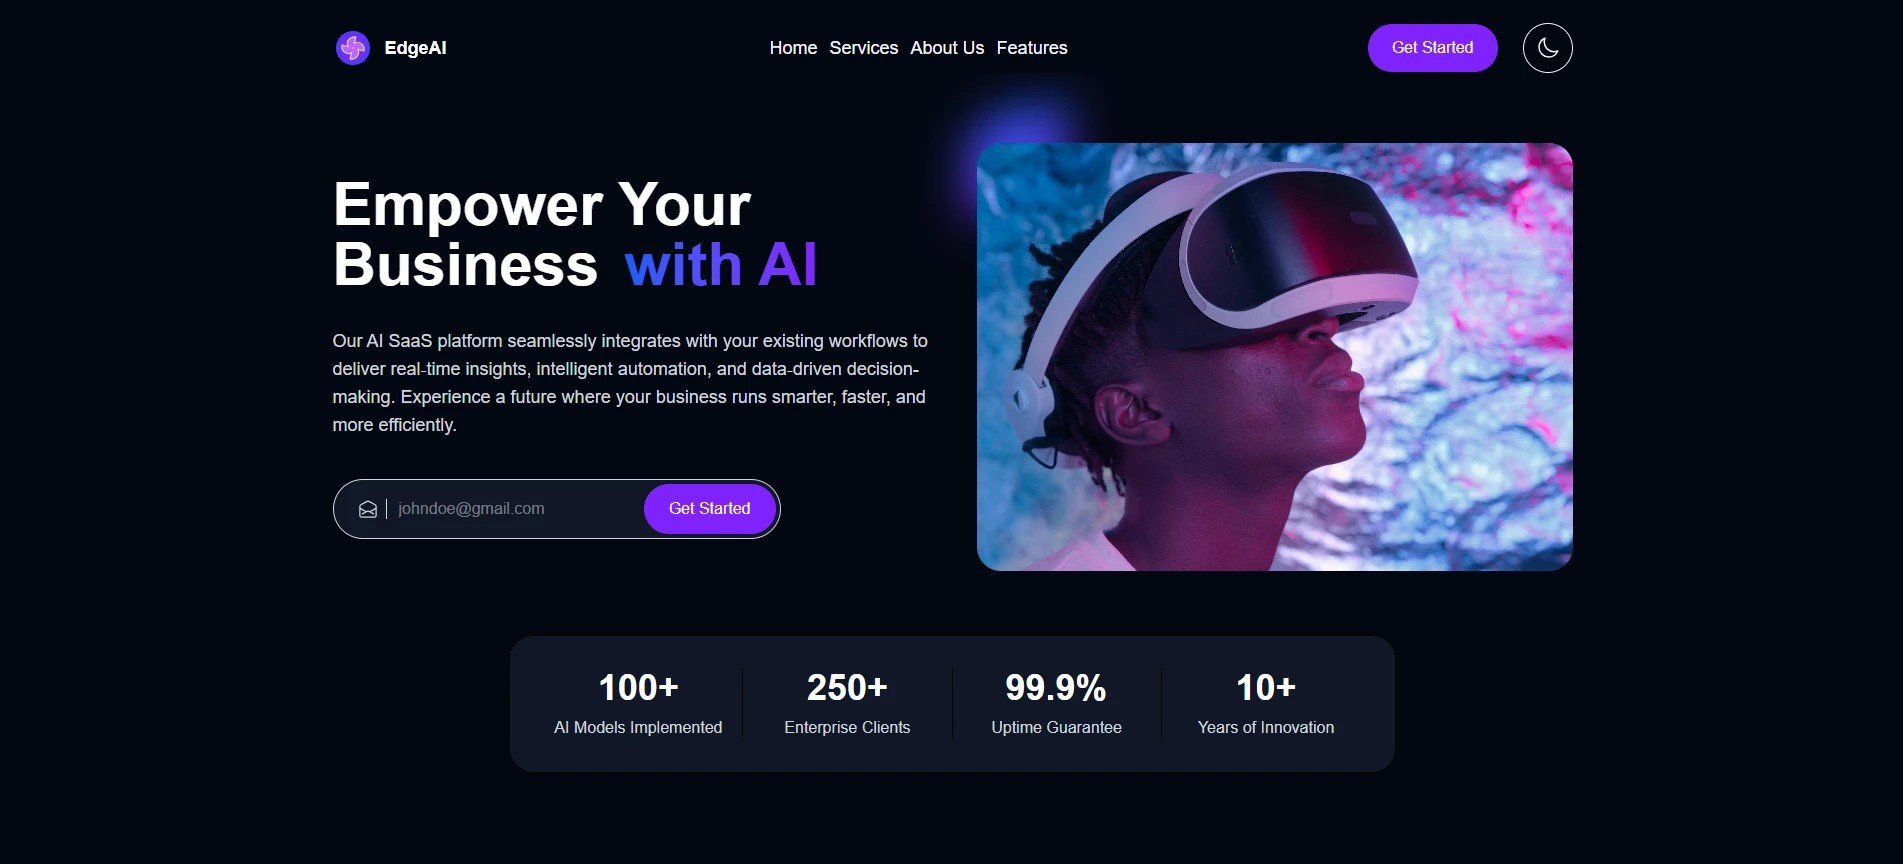 EdgeAI
Home Services About Us Features
Get Started
Empower Your
Business with AI
Our AI SaaS platform seamlessly integrates with your existing workflows to
deliver real-time insights, intelligent automation, and data-driven decision-
making. Experience a future where your business runs smarter, faster, and
more efficiently.
johndoe@gmail.com
Get Started
100+
AI Models Implemented
250+
Enterprise Clients
99.9%
Uptime Guarantee
10+
Years of Innovation